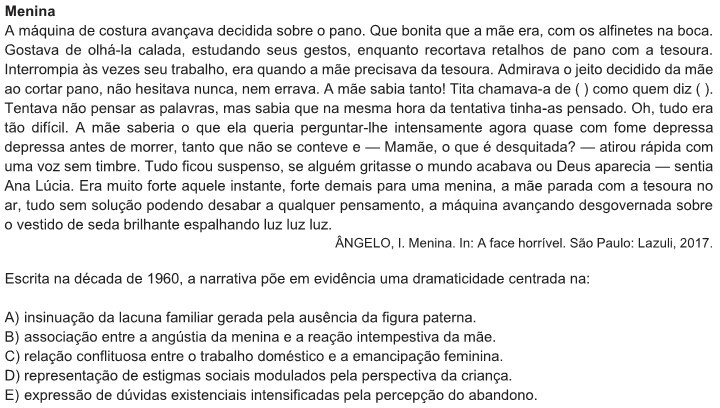 Menina
A máquina de costura avançava decidida sobre o pano. Que bonita que a mãe era, com os alfinetes na boca.
Gostava de olhá-la calada, estudando seus gestos, enquanto recortava retalhos de pano com a tesoura.
Interrompia às vezes seu trabalho, era quando a mãe precisava da tesoura. Admirava o jeito decidido da mãe
ao cortar pano, não hesitava nunca, nem errava. A mãe sabia tanto! Tita chamava-a de ( ) como quem diz ( ).
Tentava não pensar as palavras, mas sabia que na mesma hora da tentativa tinha-as pensado. Oh, tudo era
tão difícil. A mãe saberia o que ela queria perguntar-lhe intensamente agora quase com fome depressa
depressa antes de morrer, tanto que não se conteve e — Mamãe, o que é desquitada? — atirou rápida com
uma voz sem timbre. Tudo ficou suspenso, se alguém gritasse o mundo acabava ou Deus aparecia — sentia
Ana Lúcia. Era muito forte aquele instante, forte demais para uma menina, a mãe parada com a tesoura no
ar, tudo sem solução podendo desabar a qualquer pensamento, a máquina avançando desgovernada sobre
o vestido de seda brilhante espalhando luz luz luz.
ÂNGELO, I. Menina. In: A face horrível. São Paulo: Lazuli, 2017.
Escrita na década de 1960, a narrativa põe em evidência uma dramaticidade centrada na:
A) insinuação da lacuna familiar gerada pela ausência da figura paterna.
B) associação entre a angústia da menina e a reação intempestiva da mãe.
C) relação conflituosa entre o trabalho doméstico e a emancipação feminina.
D) representação de estigmas sociais modulados pela perspectiva da criança.
E) expressão de dúvidas existenciais intensificadas pela percepção do abandono.